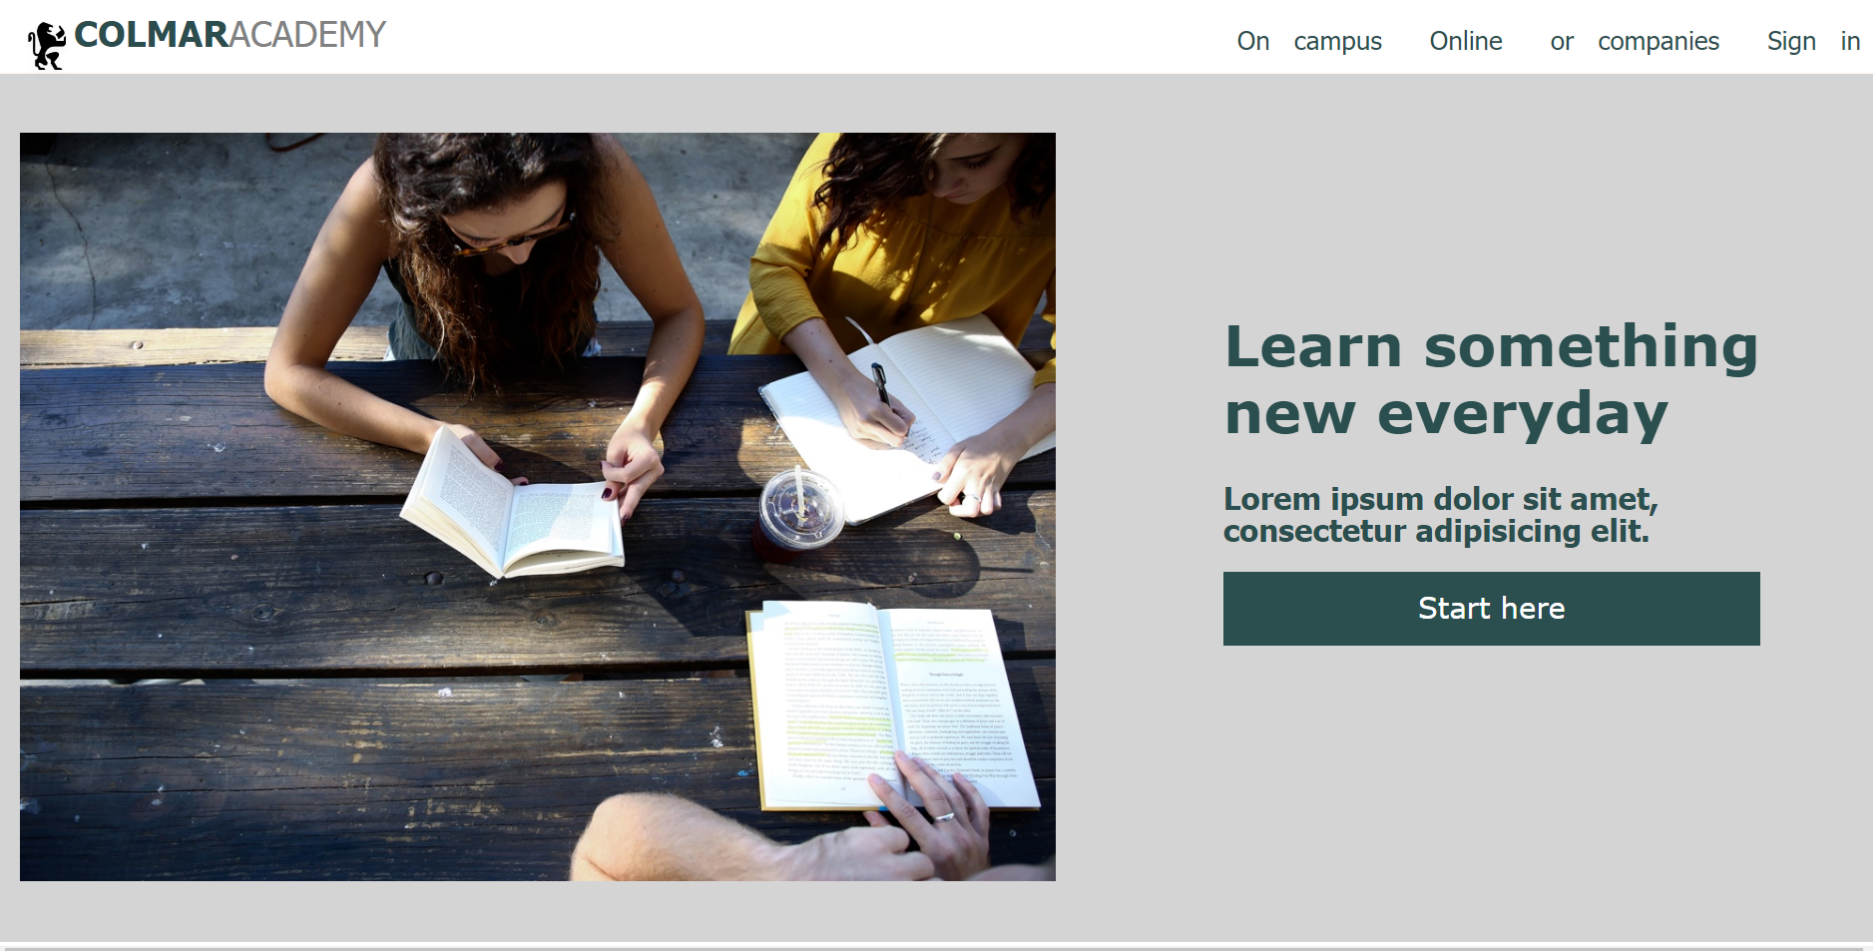 COLMARACADEMY
On campus Online or companies Sign in
Learn something
new everyday
Lorem ipsum dolor sit amet,
consectetur adipisicing elit.
Start here